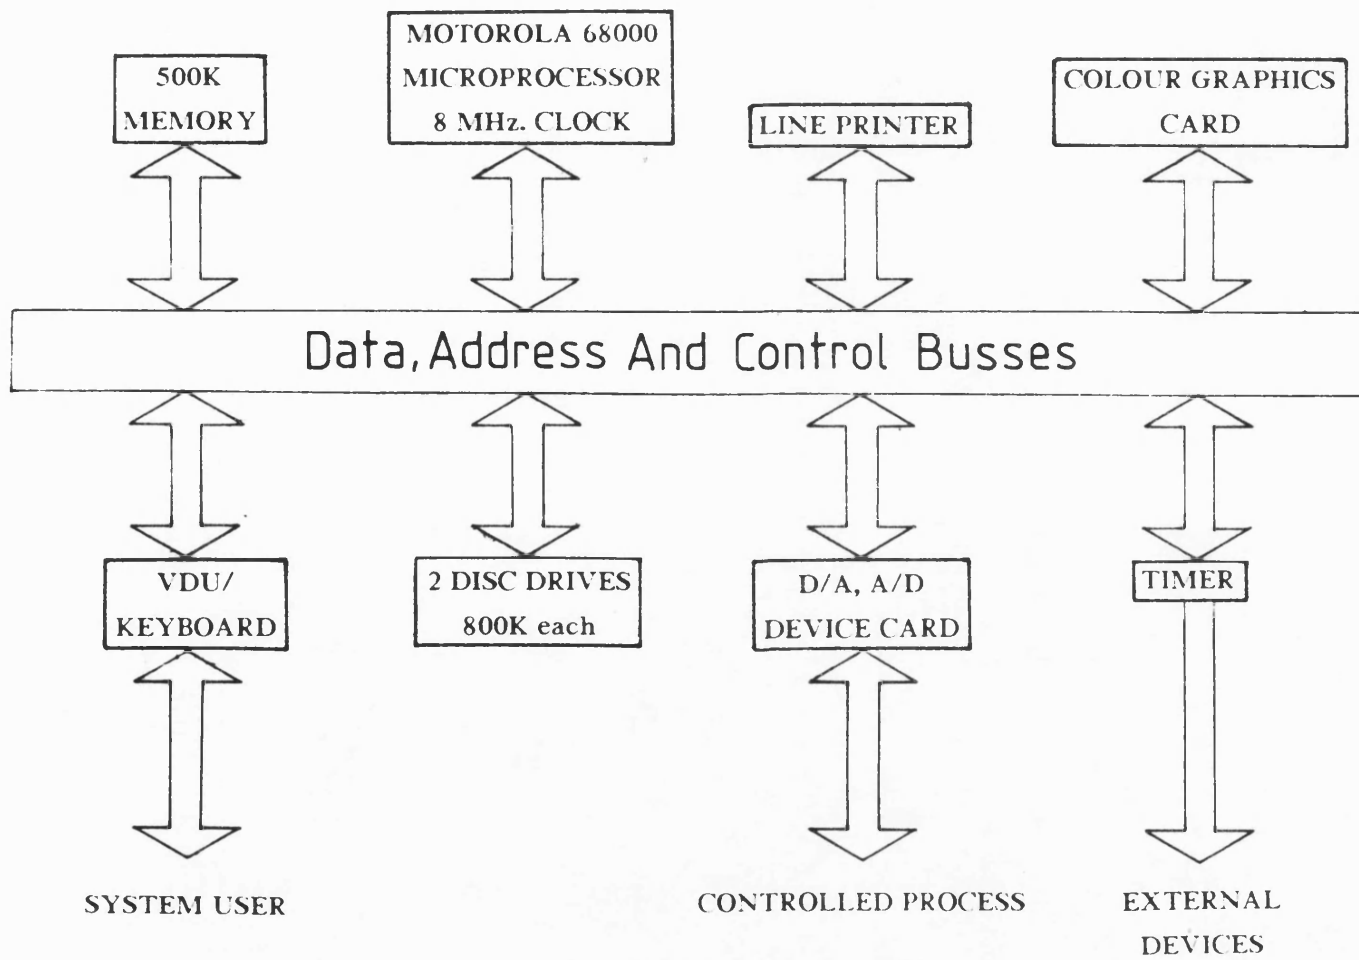 500K
MEMORY
MOTOROLA 68000
MICROPROCESSOR
8 MHz. CLOCK
LINE PRINTER
COLOUR GRAPHICS
CARD
Data, Address And Control Busses
VDU/
KEYBOARD
2 DISC DRIVES
800K each
D/A, A/D
DEVICE CARD
TIMER
SYSTEM USER
CONTROLLED PROCESS
EXTERNAL
DEVICES